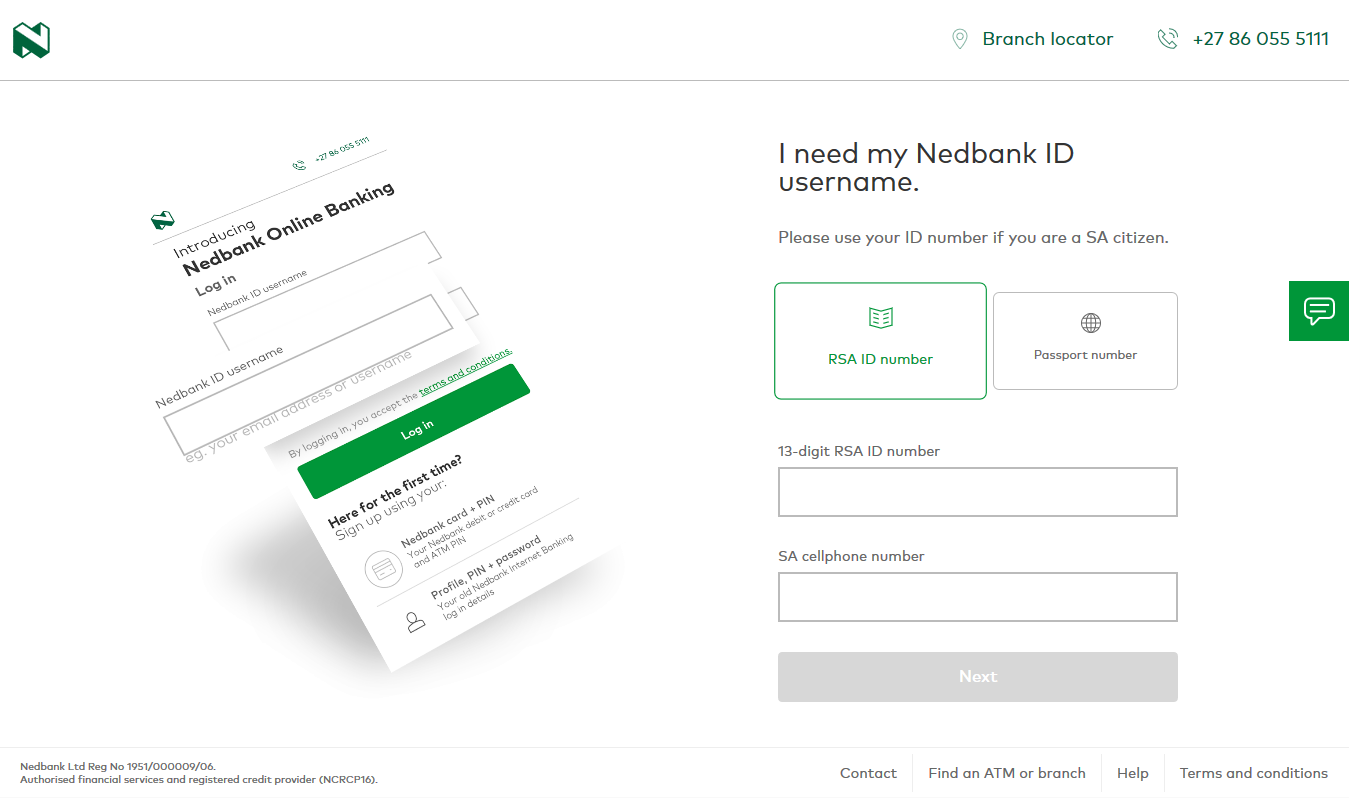 Branch locator
+27 86 055 5111
+27 86 055 5111
Introducing
Nedbank Online Banking
Log in
Nedbank ID username
Nedbank ID username
eg. your email address or username
By logging in, you accept the terms and conditions.
Log in
Here for the first time?
Sign up using your:
Nedbank card + PIN
Your Nedbank debit or credit card
and ATM PIN
Profile, PIN + password
Your old Nedbank Internet Banking
log in details
I need my Nedbank ID
username.
Please use your ID number if you are a SA citizen.
RSA ID number
Passport number
13-digit RSA ID number
SA cellphone number
Next
Nedbank Ltd Reg No 1951/000009/06.
Authorised financial services and registered credit provider (NCRCP16).
Contact
Find an ATM or branch
Help
Terms and conditions